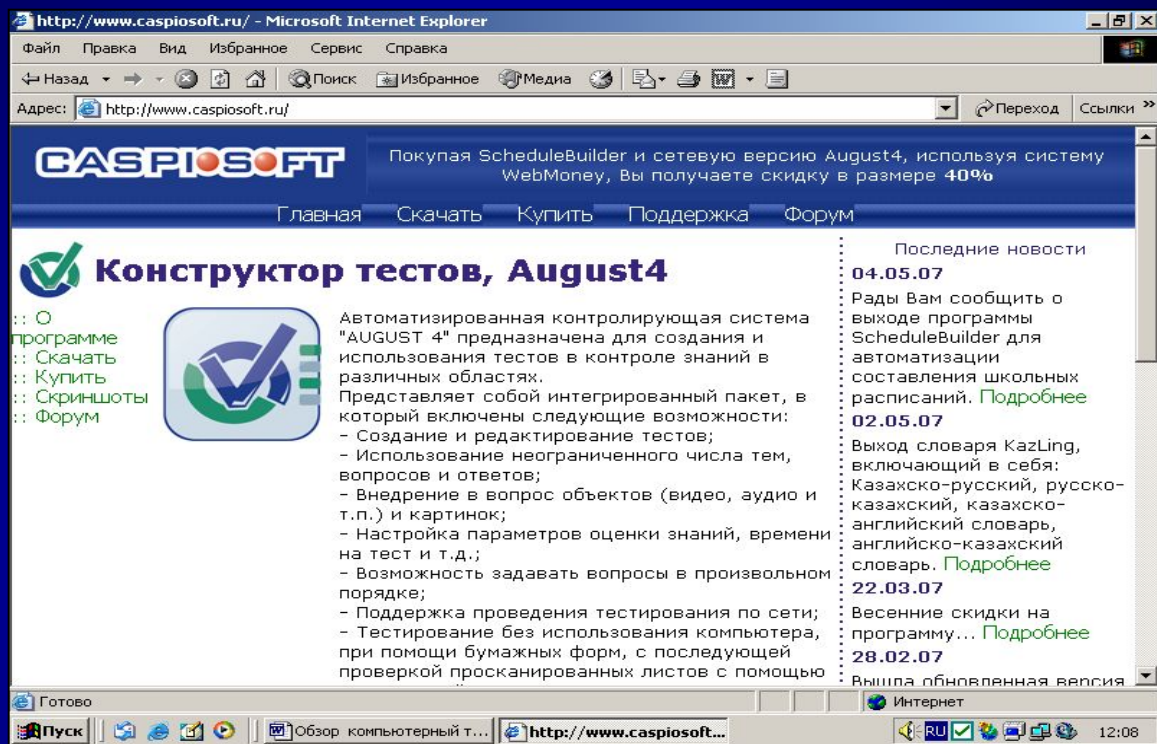 http://www.caspiosoft.ru/ - Microsoft Internet Explorer
Файл Правка Вид Избранное Сервис Справка
Назад Поиск Избранное Медиа
Адрес: http://www.caspiosoft.ru/ Переход Ссылки »
CASPIOSOFT
Покупая ScheduleBuilder и сетевую версию August4, используя систему
WebMoney, Вы получаете скидку в размере 40%
Главная Скачать Купить Поддержка Форум
Конструктор тестов, August4
:: О
программе
:: Скачать
:: Купить
:: Скриншоты
:: Форум
Автоматизированная контролирующая система
"AUGUST 4" предназначена для создания и
использования тестов в контроле знаний в
различных областях.
Представляет собой интегрированный пакет, в
который включены следующие возможности:
- Создание и редактирование тестов;
- Использование неограниченного числа тем,
вопросов и ответов;
- Внедрение в вопрос объектов (видео, аудио и
т.п.) и картинок;
- Настройка параметров оценки знаний, времени
на тест и т.д.;
- Возможность задавать вопросы в произвольном
порядке;
- Поддержка проведения тестирования по сети;
- Тестирование без использования компьютера,
при помощи бумажных форм, с последующей
проверкой просканированных листов с помощью
Последние новости
04.05.07
Рады Вам сообщить о
выходе программы
ScheduleBuilder для
автоматизации
составления школьных
расписаний. Подробнее
02.05.07
Выход словаря KazLing,
включающий в себя:
Казахско-русский, русско-
казахский, казахско-
английский словарь,
английско-казахский
словарь. Подробнее
22.03.07
Весенние скидки на
программу... Подробнее
28.02.07
Вышла обновленная версия
Готово Интернет
Пуск Обзор компьютерный т... http://www.caspiosoft... RU 12:08